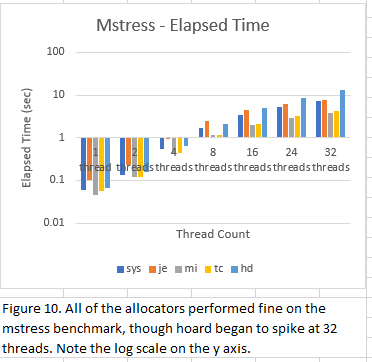 Mstress - Elapsed Time
100
10
1
0.1
0.01
Elapsed Time (sec)
1 2 4 8 16 24 32
thread threads threads threads threads threads threads
Thread Count
sys je mi tc hd
Figure 10. All of the allocators performed fine on the
mstress benchmark, though hoard began to spike at 32
threads. Note the log scale on the y axis.